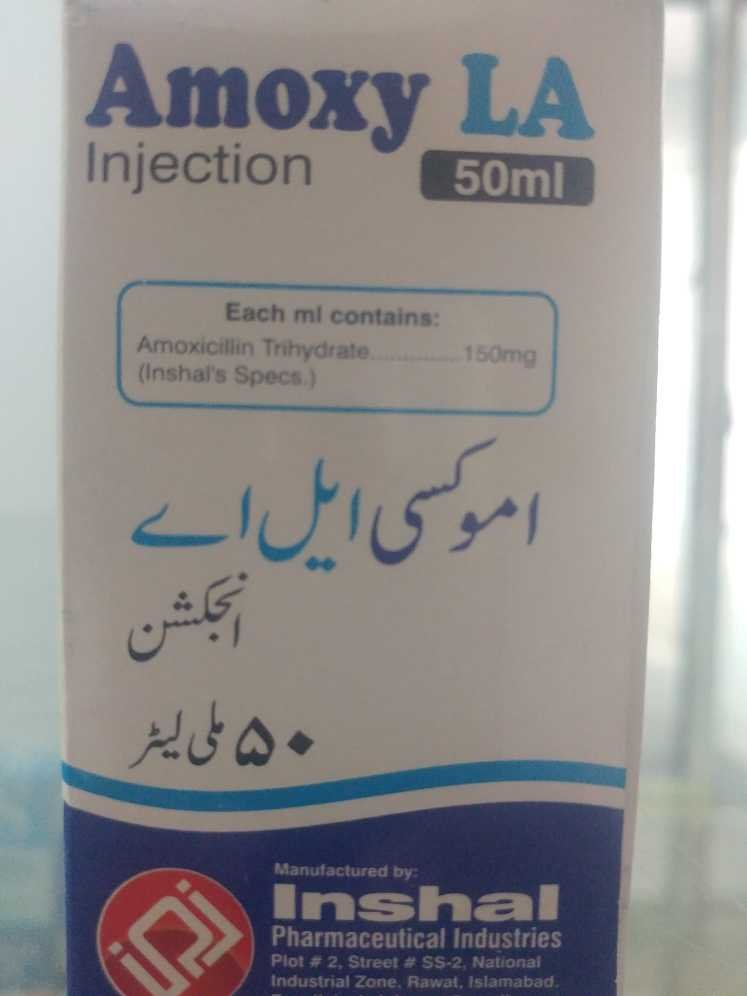 Amoxy LA
Injection
50ml
Each ml contains:
Amoxicillin Trihydrate..............150mg
(Inshal's Specs.)
اموکسی ایل اے
انجکشن
۵۰ ملی لیٹر
Manufactured by:
Inshal
Pharmaceutical Industries
Plot # 2, Street # SS-2, National
Industrial Zone, Rawat, Islamabad.